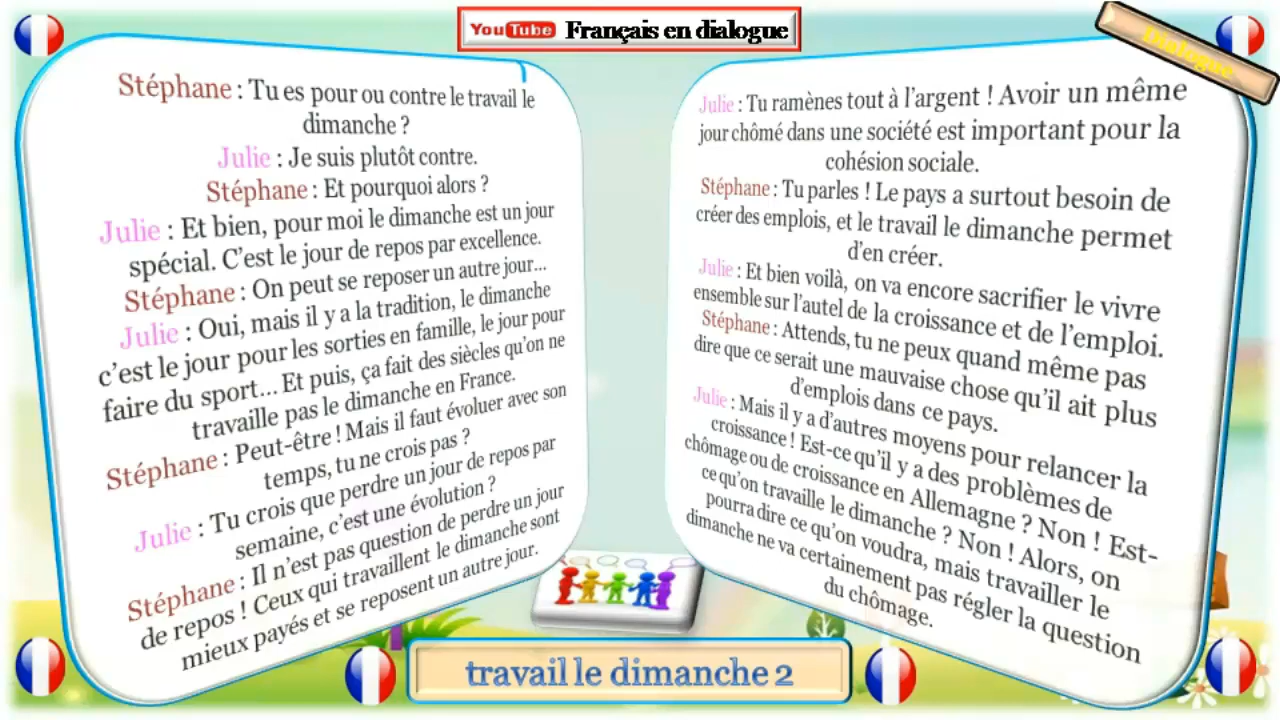 YouTube Français en dialogue
Dialogue
Stéphane : Tu es pour ou contre le travail le
dimanche ?
Julie : Je suis plutôt contre.
Stéphane : Et pourquoi alors ?
Julie : Et bien, pour moi le dimanche est un jour
spécial. C'est le jour de repos par excellence.
Stéphane : On peut se reposer un autre jour...
Julie : Oui, mais il y a la tradition, le dimanche
c'est le jour pour les sorties en famille, le jour pour
faire du sport... Et puis, ça fait des siècles qu'on ne
travaille pas le dimanche en France.
Stéphane : Peut-être ! Mais il faut évoluer avec son
temps, tu ne crois pas ?
Julie : Tu crois que perdre un jour de repos par
semaine, c'est une évolution ?
Stéphane : Il n'est pas question de perdre un jour
de repos ! Ceux qui travaillent le dimanche sont
mieux payés et se reposent un autre jour.
Julie : Tu ramènes tout à l'argent ! Avoir un même
jour chômé dans une société est important pour la
cohésion sociale.
Stéphane : Tu parles ! Le pays a surtout besoin de
créer des emplois, et le travail le dimanche permet
d'en créer.
Julie : Et bien voilà, on va encore sacrifier le vivre
ensemble sur l'autel de la croissance et de l'emploi.
Stéphane : Attends, tu ne peux quand même pas
dire que ce serait une mauvaise chose qu'il ait plus
d'emplois dans ce pays.
Julie : Mais il y a d'autres moyens pour relancer la
croissance ! Est-ce qu'il y a des problèmes de
chômage ou de croissance en Allemagne ? Non ! Est-
ce qu'on travaille le dimanche ? Non ! Alors, on
pourra dire ce qu'on voudra, mais travailler le
dimanche ne va certainement pas régler la question
du chômage.
travail le dimanche 2